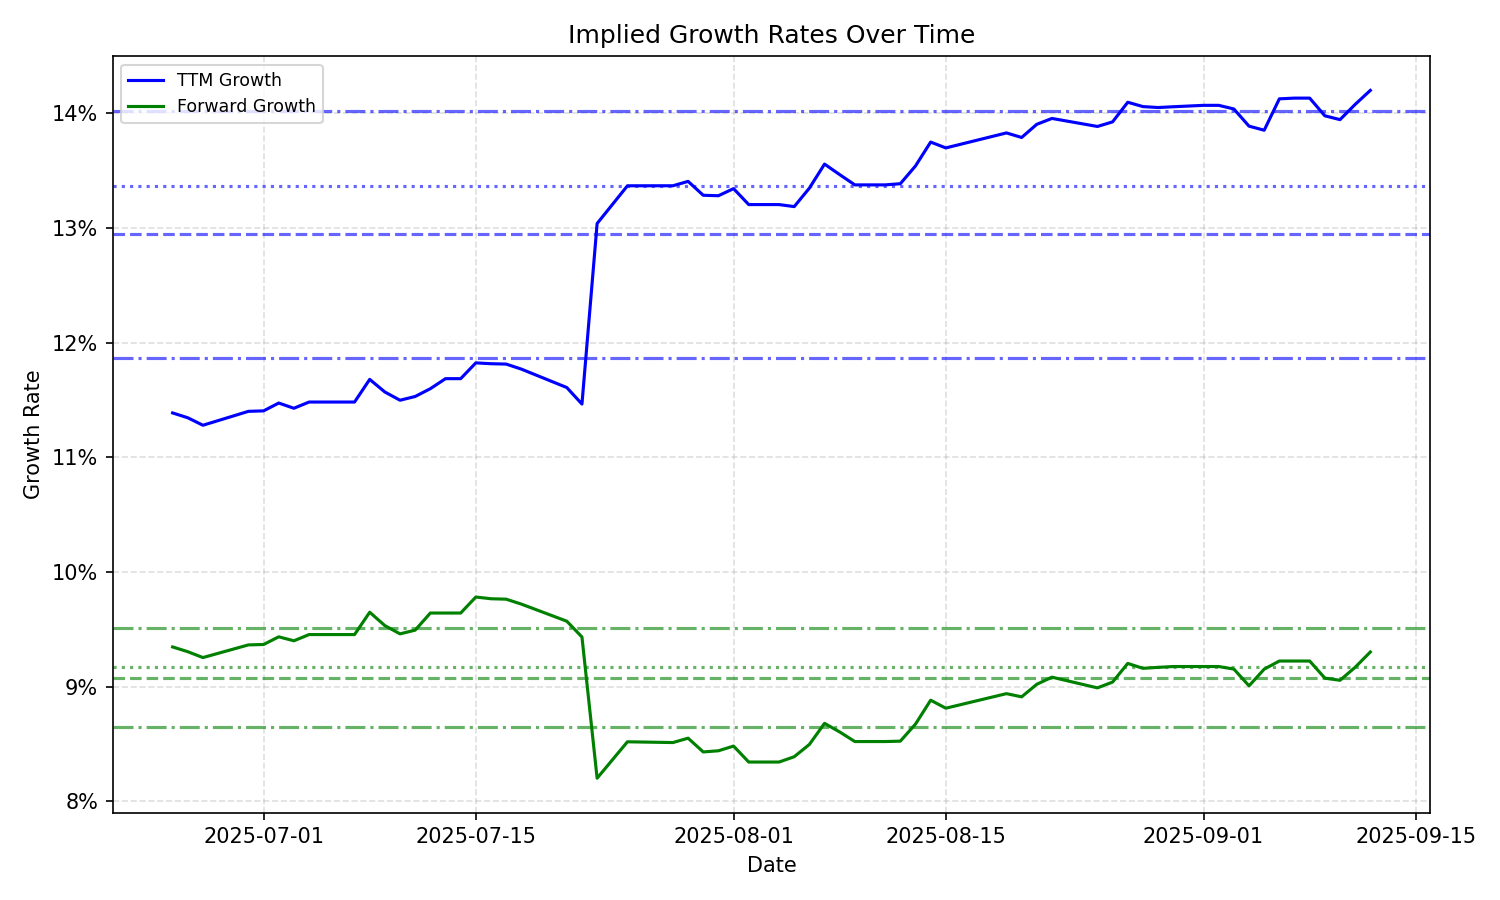 Implied Growth Rates Over Time
TTM Growth
Forward Growth
14%
13%
12%
11%
10%
9%
8%
Growth Rate
2025-07-01
2025-07-15
2025-08-01
2025-08-15
2025-09-01
2025-09-15
Date